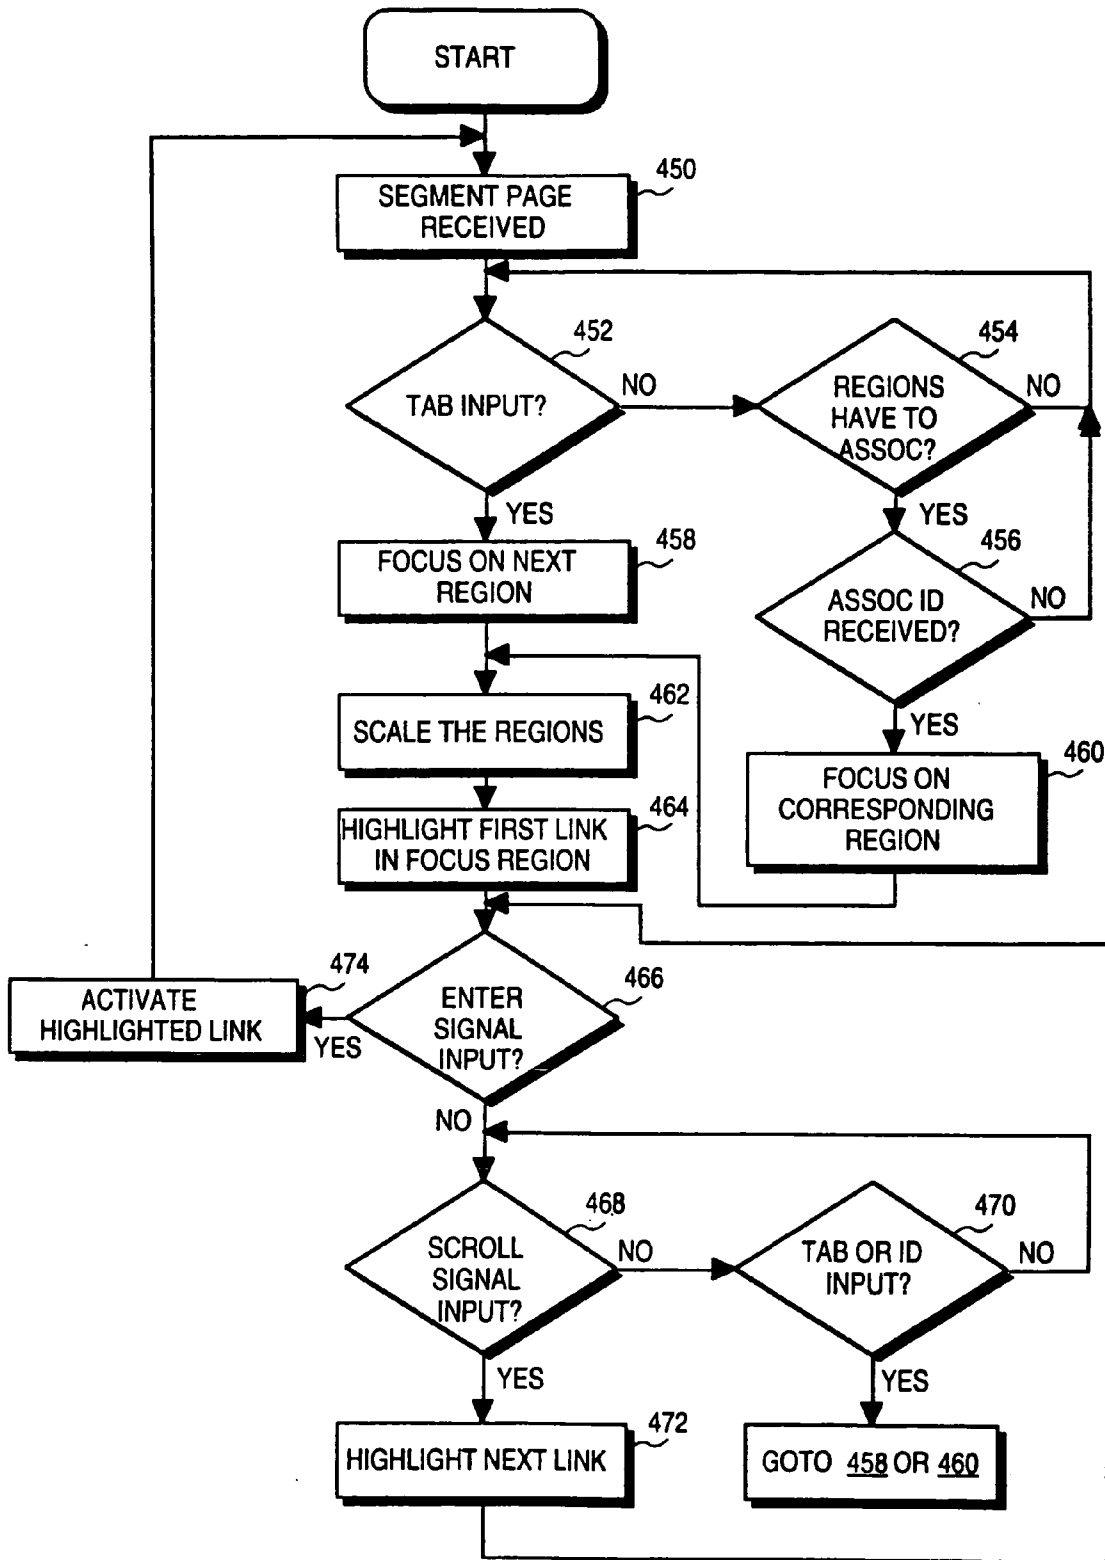 START
450
SEGMENT PAGE
RECEIVED
452
TAB INPUT?
NO
YES
454
REGIONS
HAVE TO
ASSOC?
NO
YES
458
FOCUS ON NEXT
REGION
456
ASSOC ID
RECEIVED?
NO
YES
462
SCALE THE REGIONS
460
FOCUS ON
CORRESPONDING
REGION
464
HIGHLIGHT FIRST LINK
IN FOCUS REGION
474
ACTIVATE
HIGHLIGHTED LINK
YES
466
ENTER
SIGNAL
INPUT?
NO
468
SCROLL
SIGNAL
INPUT?
NO
YES
470
TAB OR ID
INPUT?
NO
YES
472
HIGHLIGHT NEXT LINK
GOTO 458 OR 460